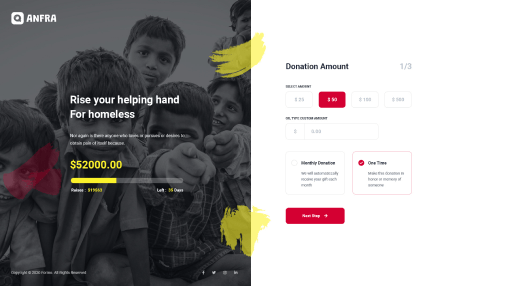 ANFRA
Rise your helping hand
For homeless
Nor again is there anyone who loves or pursues or desires to
obtain pain of itself because.
$52000.00
Raises : $19563
Left : 35 Days
Copyright © 2020 Forim. All Rights Reserved
Donation Amount
1/3
SELECT AMOUNT
$ 25
$ 50
$ 100
$ 200
OR, TYPE CUSTOM AMOUNT
$
0.00
Monthly Donation
We will automatically
receive your gift each
month
One Time
Make this donation in
honor or memory of
someone
Next Step